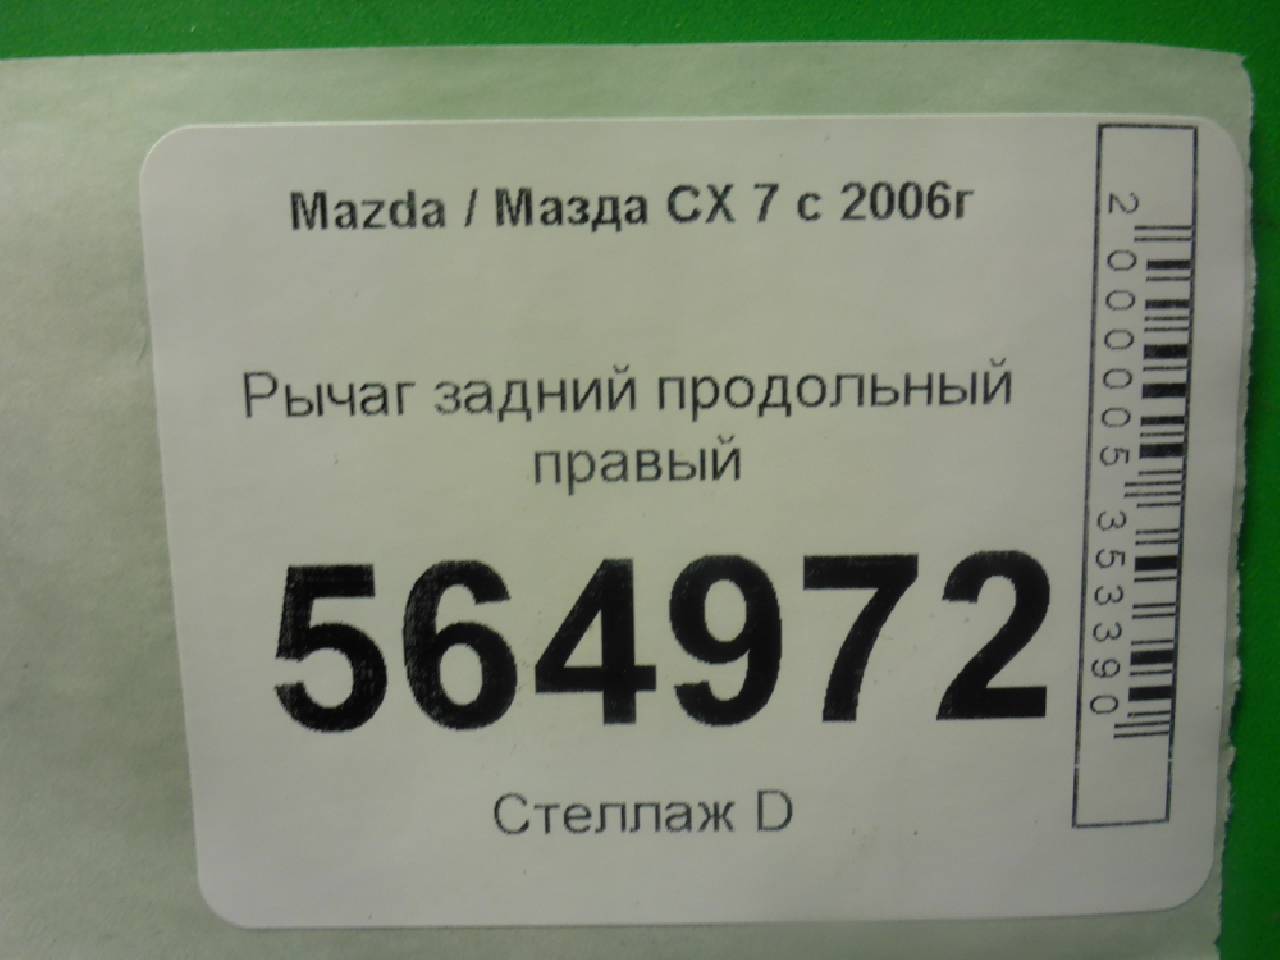 Mazda / Мазда CX 7 с 2006г
Рычаг задний продольный
правый
564972
Стеллаж D
2000005353390